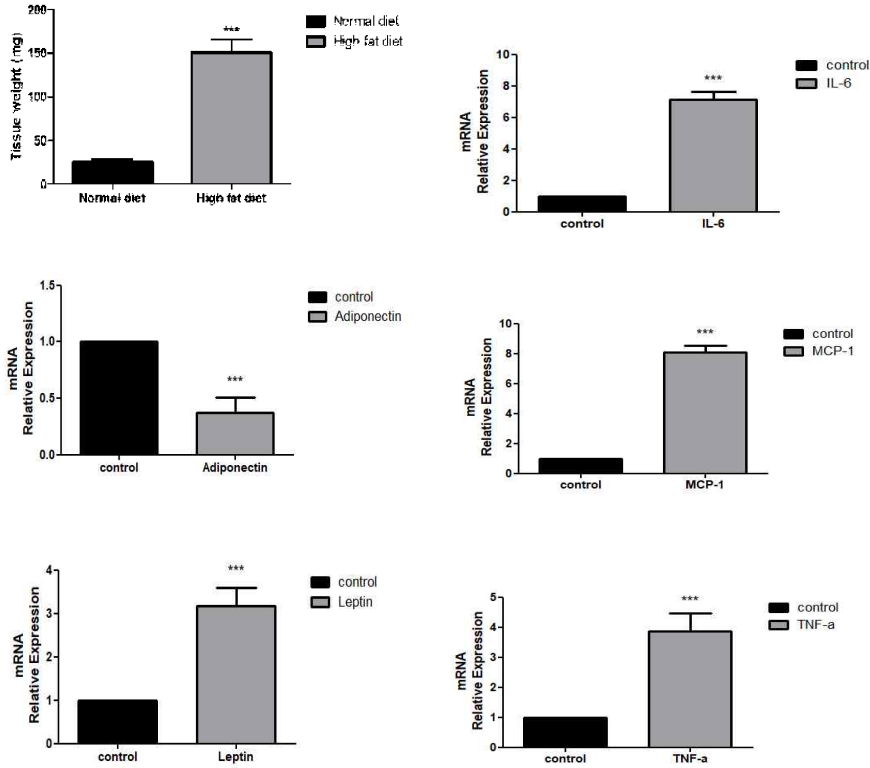 200
150
100
50
0
Tissue weight (mg)
***
Normal diet
High fat diet
Normal diet
High fat diet
10
8
6
4
2
0
mRNA
Relative Expression
***
control
IL-6
control
IL-6
1.5
1.0
0.5
0.0
mRNA
Relative Expression
***
control
Adiponectin
control
Adiponectin
10
8
6
4
2
0
mRNA
Relative Expression
***
control
MCP-1
control
MCP-1
4
3
2
1
0
mRNA
Relative Expression
***
control
Leptin
control
Leptin
5
4
3
2
1
0
mRNA
Relative Expression
***
control
TNF-a
control
TNF-a